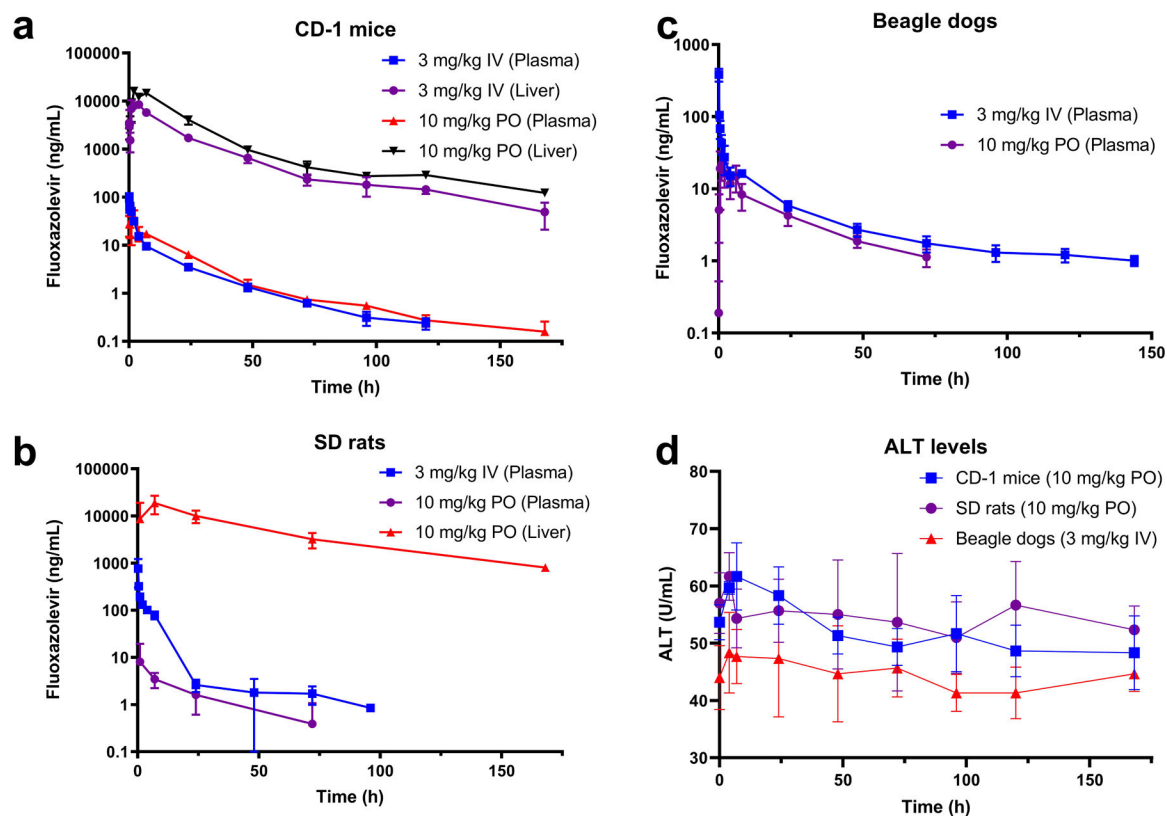 a
CD-1 mice
Fluoxazolevir (ng/mL)
100000
10000
1000
100
10
1
0.1
0
50
100
150
Time (h)
3 mg/kg IV (Plasma)
3 mg/kg IV (Liver)
10 mg/kg PO (Plasma)
10 mg/kg PO (Liver)
c
Beagle dogs
Fluoxazolevir (ng/mL)
1000
100
10
1
0.1
0
50
100
150
Time (h)
3 mg/kg IV (Plasma)
10 mg/kg PO (Plasma)
b
SD rats
Fluoxazolevir (ng/mL)
100000
10000
1000
100
10
1
0.1
0
50
100
150
Time (h)
3 mg/kg IV (Plasma)
10 mg/kg PO (Plasma)
10 mg/kg PO (Liver)
d
ALT levels
ALT (U/mL)
80
70
60
50
40
30
0
50
100
150
Time (h)
CD-1 mice (10 mg/kg PO)
SD rats (10 mg/kg PO)
Beagle dogs (3 mg/kg IV)